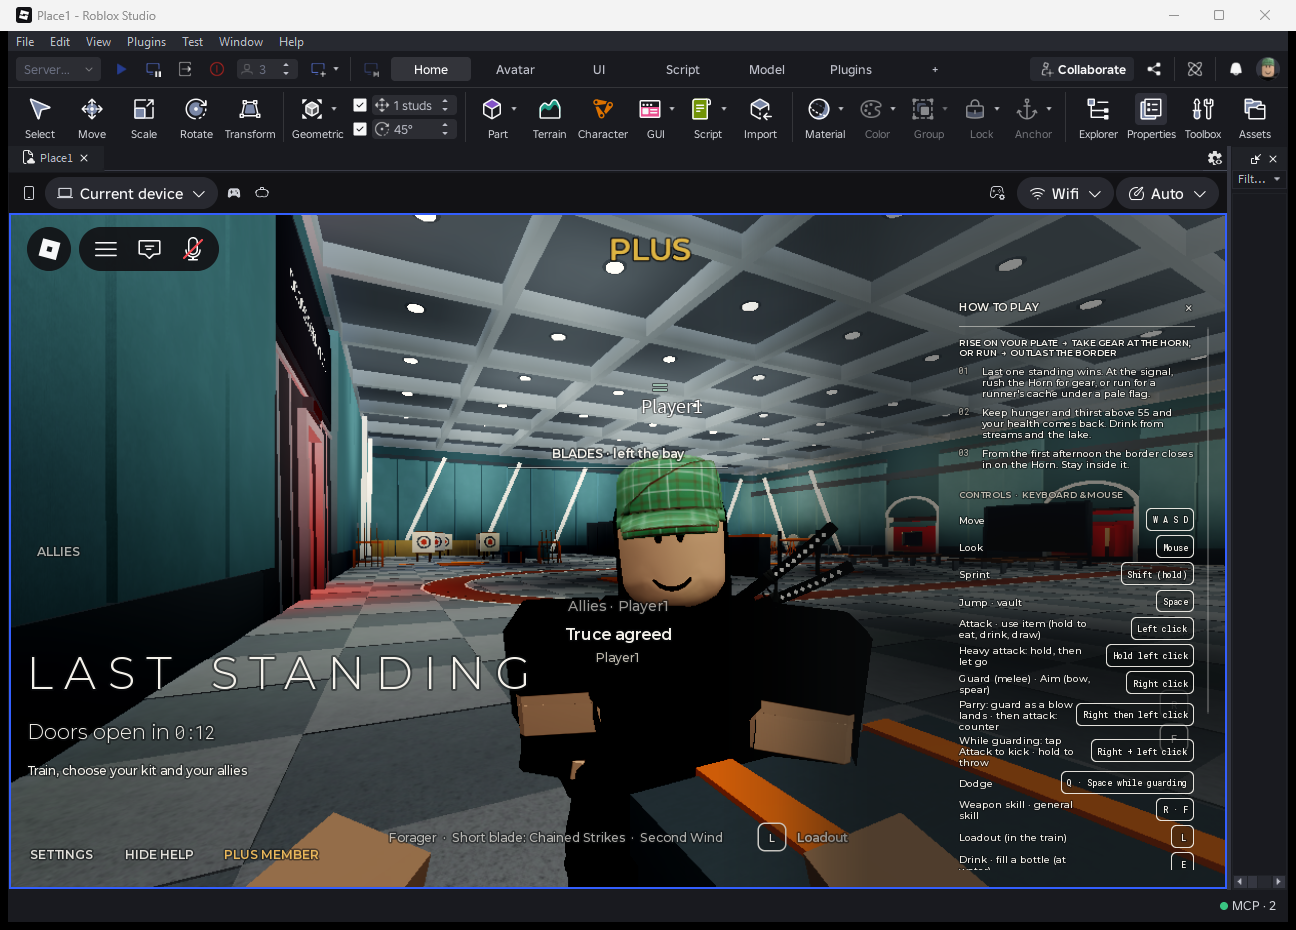 Place1 - Roblox Studio
File Edit View Plugins Test Window Help
Server... 3 Home Avatar UI Script Model Plugins + Collaborate
Select Move Scale Rotate Transform Geometric 1 studs 45° Part Terrain Character GUI Script Import Material Color Group Lock Anchor Explorer Properties Toolbox Assets
Place1
Filt...
Current device Wifi Auto
PLUS
Player1
BLADES · left the bay
ALLIES
Allies · Player1
Truce agreed
Player1
LAST STANDING
Doors open in 0:12
Train, choose your kit and your allies
Forager · Short blade: Chained Strikes · Second Wind L Loadout
SETTINGS HIDE HELP PLUS MEMBER
HOW TO PLAY ×
RISE ON YOUR PLATE → TAKE GEAR AT THE HORN,
OR RUN → OUTLAST THE BORDER
01 Last one standing wins. At the signal,
rush the Horn for gear, or run for a
runner's cache under a pale flag.
02 Keep hunger and thirst above 55 and
your health comes back. Drink from
streams and the lake.
03 From the first afternoon the border closes
in on the Horn. Stay inside it.
CONTROLS · KEYBOARD & MOUSE
Move W A S D
Look Mouse
Sprint Shift (hold)
Jump · vault Space
Attack · use item (hold to
eat, drink, draw) Left click
Heavy attack: hold, then
let go Hold left click
Guard (melee) · Aim (bow,
spear) Right click
Parry: guard as a blow
lands · then attack:
counter Right then left click
While guarding: tap
Attack to kick · hold to
throw Right + left click
Dodge Q · Space while guarding
Weapon skill · general
skill R · F
Loadout (in the train) L
Drink · fill a bottle (at
water) E
MCP · 2